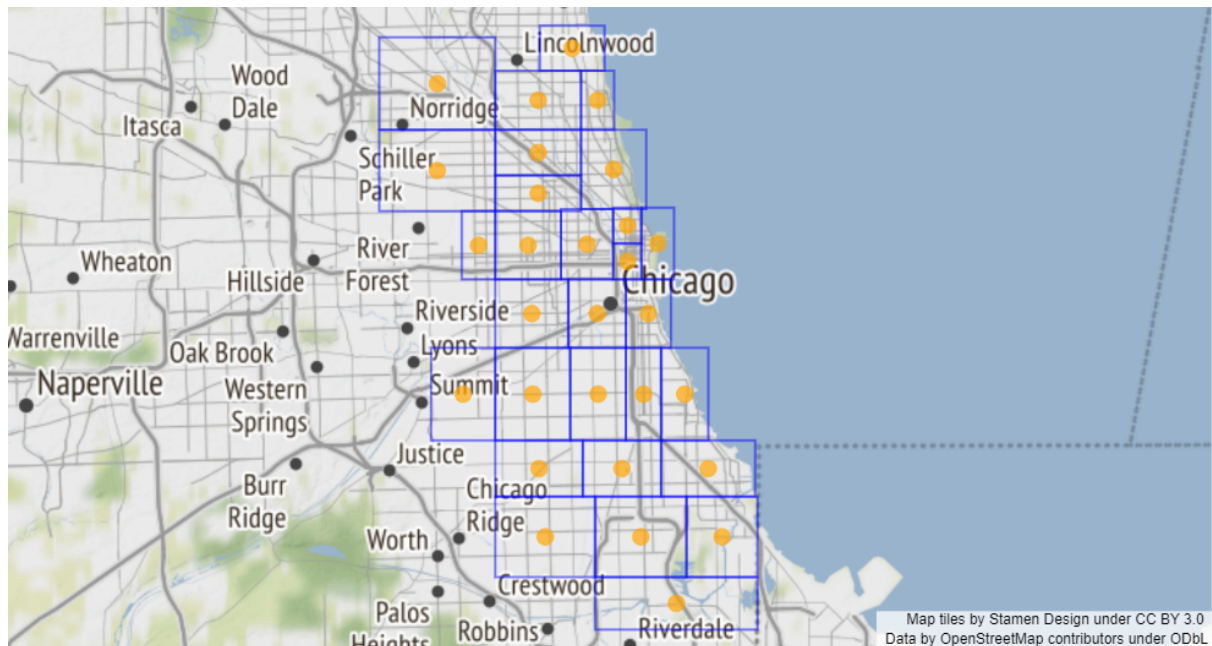 Lincolnwood
Wood
Dale
Norridge
Itasca
Schiller
Park
River
Forest
Wheaton
Hillside
Chicago
Riverside
Warrenville
Lyons
Oak Brook
Naperville
Summit
Western
Springs
Justice
Burr
Ridge
Chicago
Ridge
Worth
Crestwood
Palos
Heights
Robbins
Riverdale
Map tiles by Stamen Design under CC BY 3.0
Data by OpenStreetMap contributors under ODbL